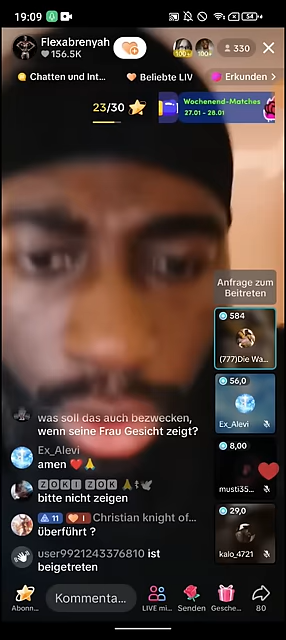 19:09
54
Flexabrenyah
156.5K
100+
100+
330
Chatten und Int...
Beliebte LIV
Erkunden >
23/30
Wochenend-Matches
27.01 - 28.01
Anfrage zum
Beitreten
584
(777)Die Wa...
56,0
Ex_Alevi
8,00
musti35...
29,0
kalo_4721
was soll das auch bezwecken,
wenn seine Frau Gesicht zeigt?
Ex_Alevi
amen ❤️🙏
ZOKI ZOK
bitte nicht zeigen
11
I
Christian knight of...
überführt ?
user9921243376810 ist
beigetreten
Abonn...
Kommenta...
LIVE mi...
Senden
Gesche...
80